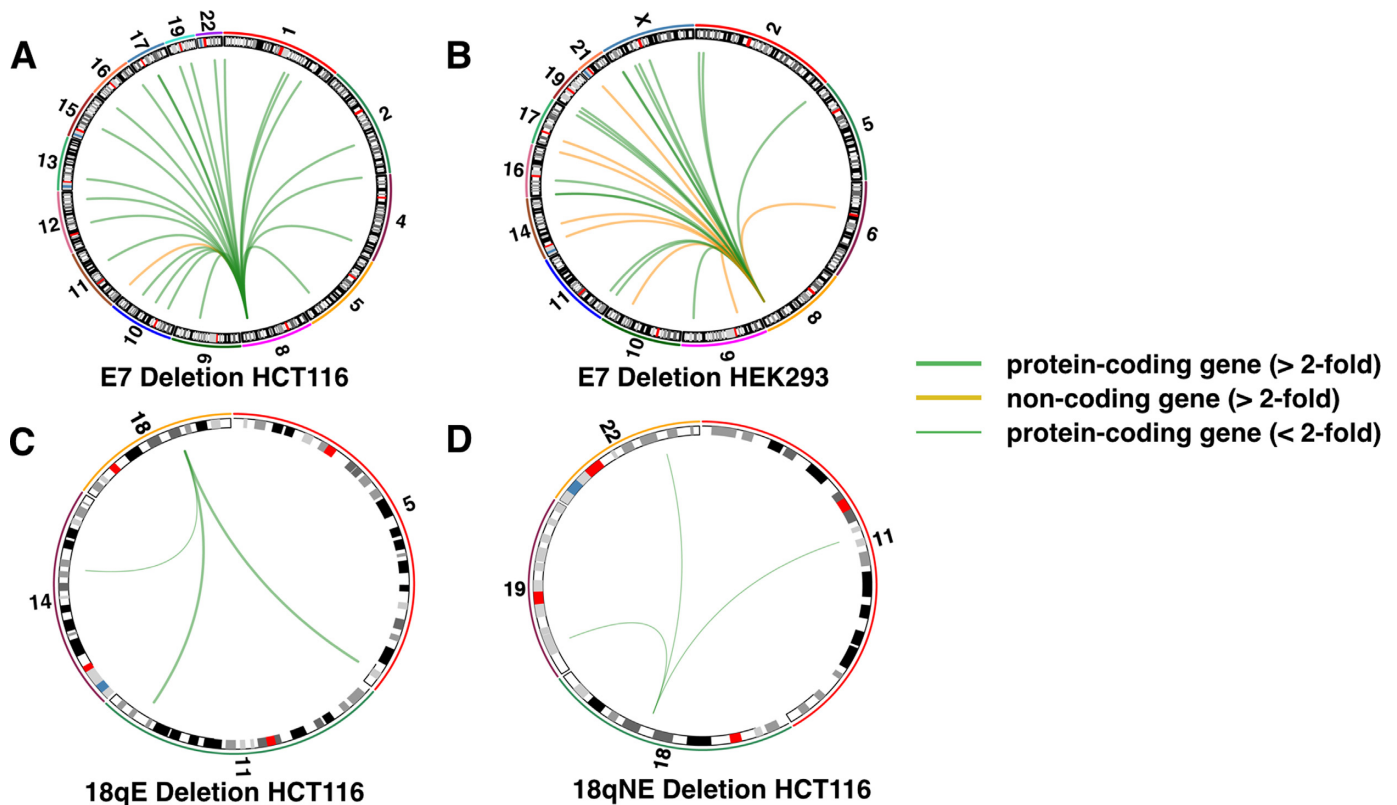 A
1
2
4
5
8
9
10
11
12
13
15
16
17
19
22
E7 Deletion HCT116
B
2
5
6
8
9
10
11
14
16
17
19
21
X
E7 Deletion HEK293
protein-coding gene (> 2-fold)
non-coding gene (> 2-fold)
protein-coding gene (< 2-fold)
C
5
11
14
18
18qE Deletion HCT116
D
11
18
19
22
18qNE Deletion HCT116